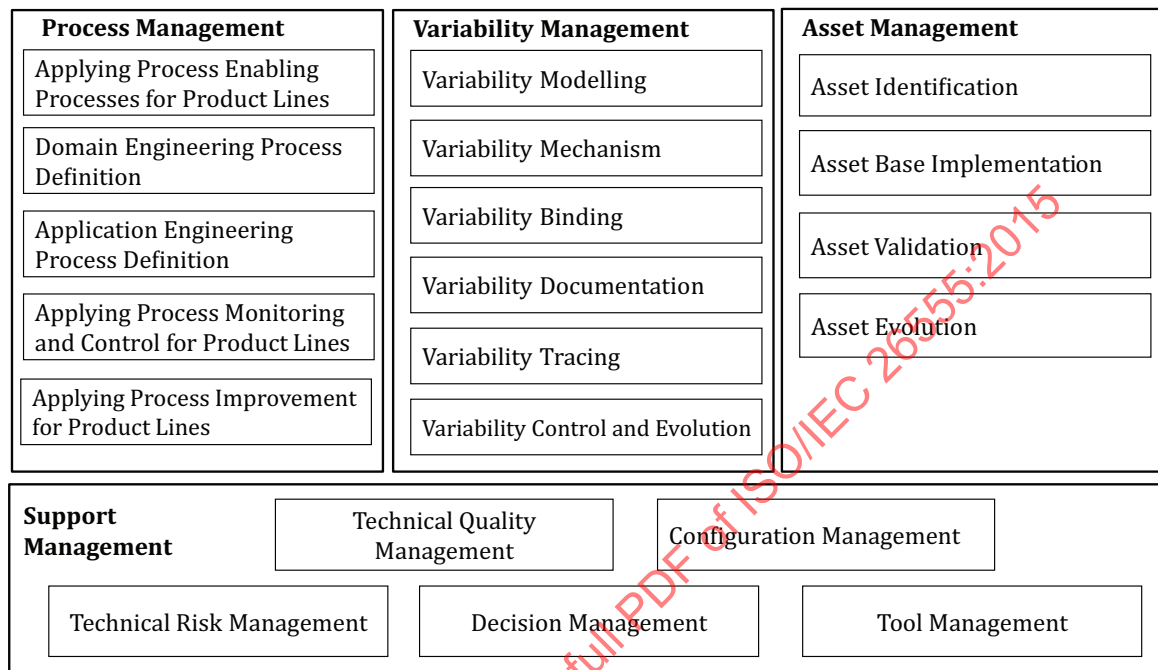 Process Management
Applying Process Enabling
Processes for Product Lines
Domain Engineering Process
Definition
Application Engineering
Process Definition
Applying Process Monitoring
and Control for Product Lines
Applying Process Improvement
for Product Lines
Variability Management
Variability Modelling
Variability Mechanism
Variability Binding
Variability Documentation
Variability Tracing
Variability Control and Evolution
Asset Management
Asset Identification
Asset Base Implementation
Asset Validation
Asset Evolution
Support
Management
Technical Quality
Management
Configuration Management
Technical Risk Management
Decision Management
Tool Management
full PDF of ISO/IEC 26555:2015